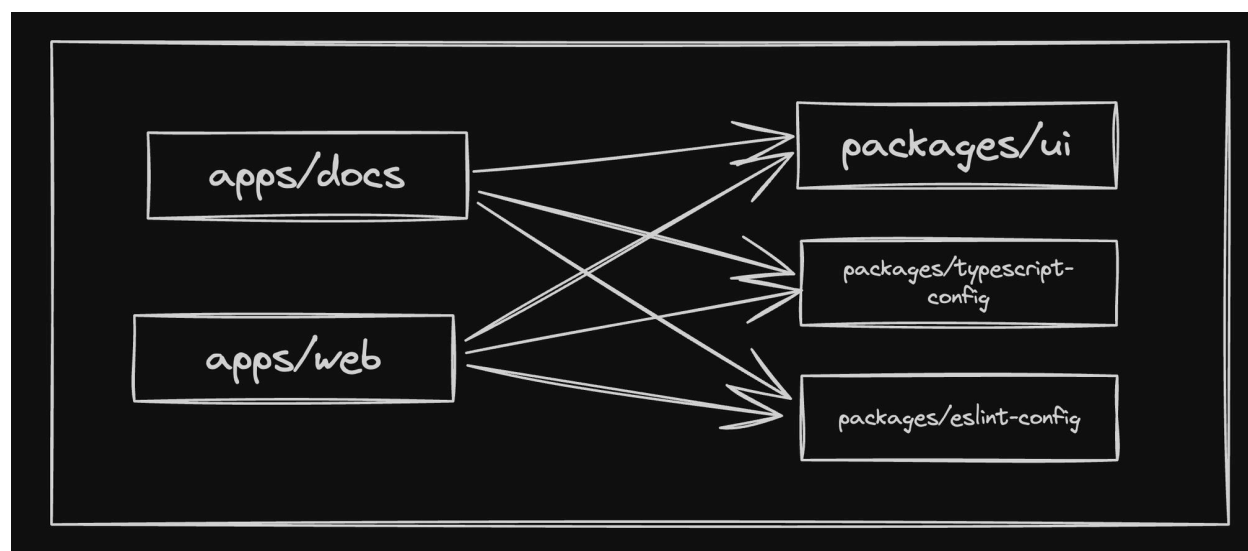 apps/docs
apps/web
packages/ui
packages/typescript-
config
packages/eslint-config